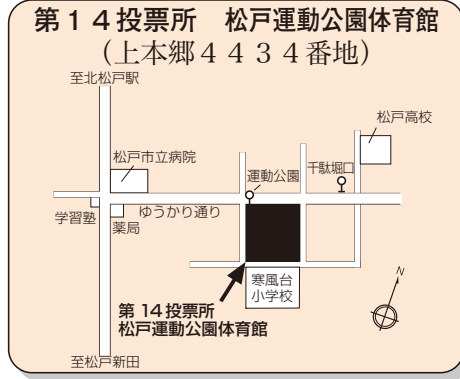 第14投票所 松戸運動公園体育館
(上本郷4434番地)
至北松戸駅
松戸高校
松戸市立病院
千駄堀口
運動公園
学習塾
薬局
ゆうかり通り
寒風台
小学校
第14投票所
松戸運動公園体育館
N
至松戸新田